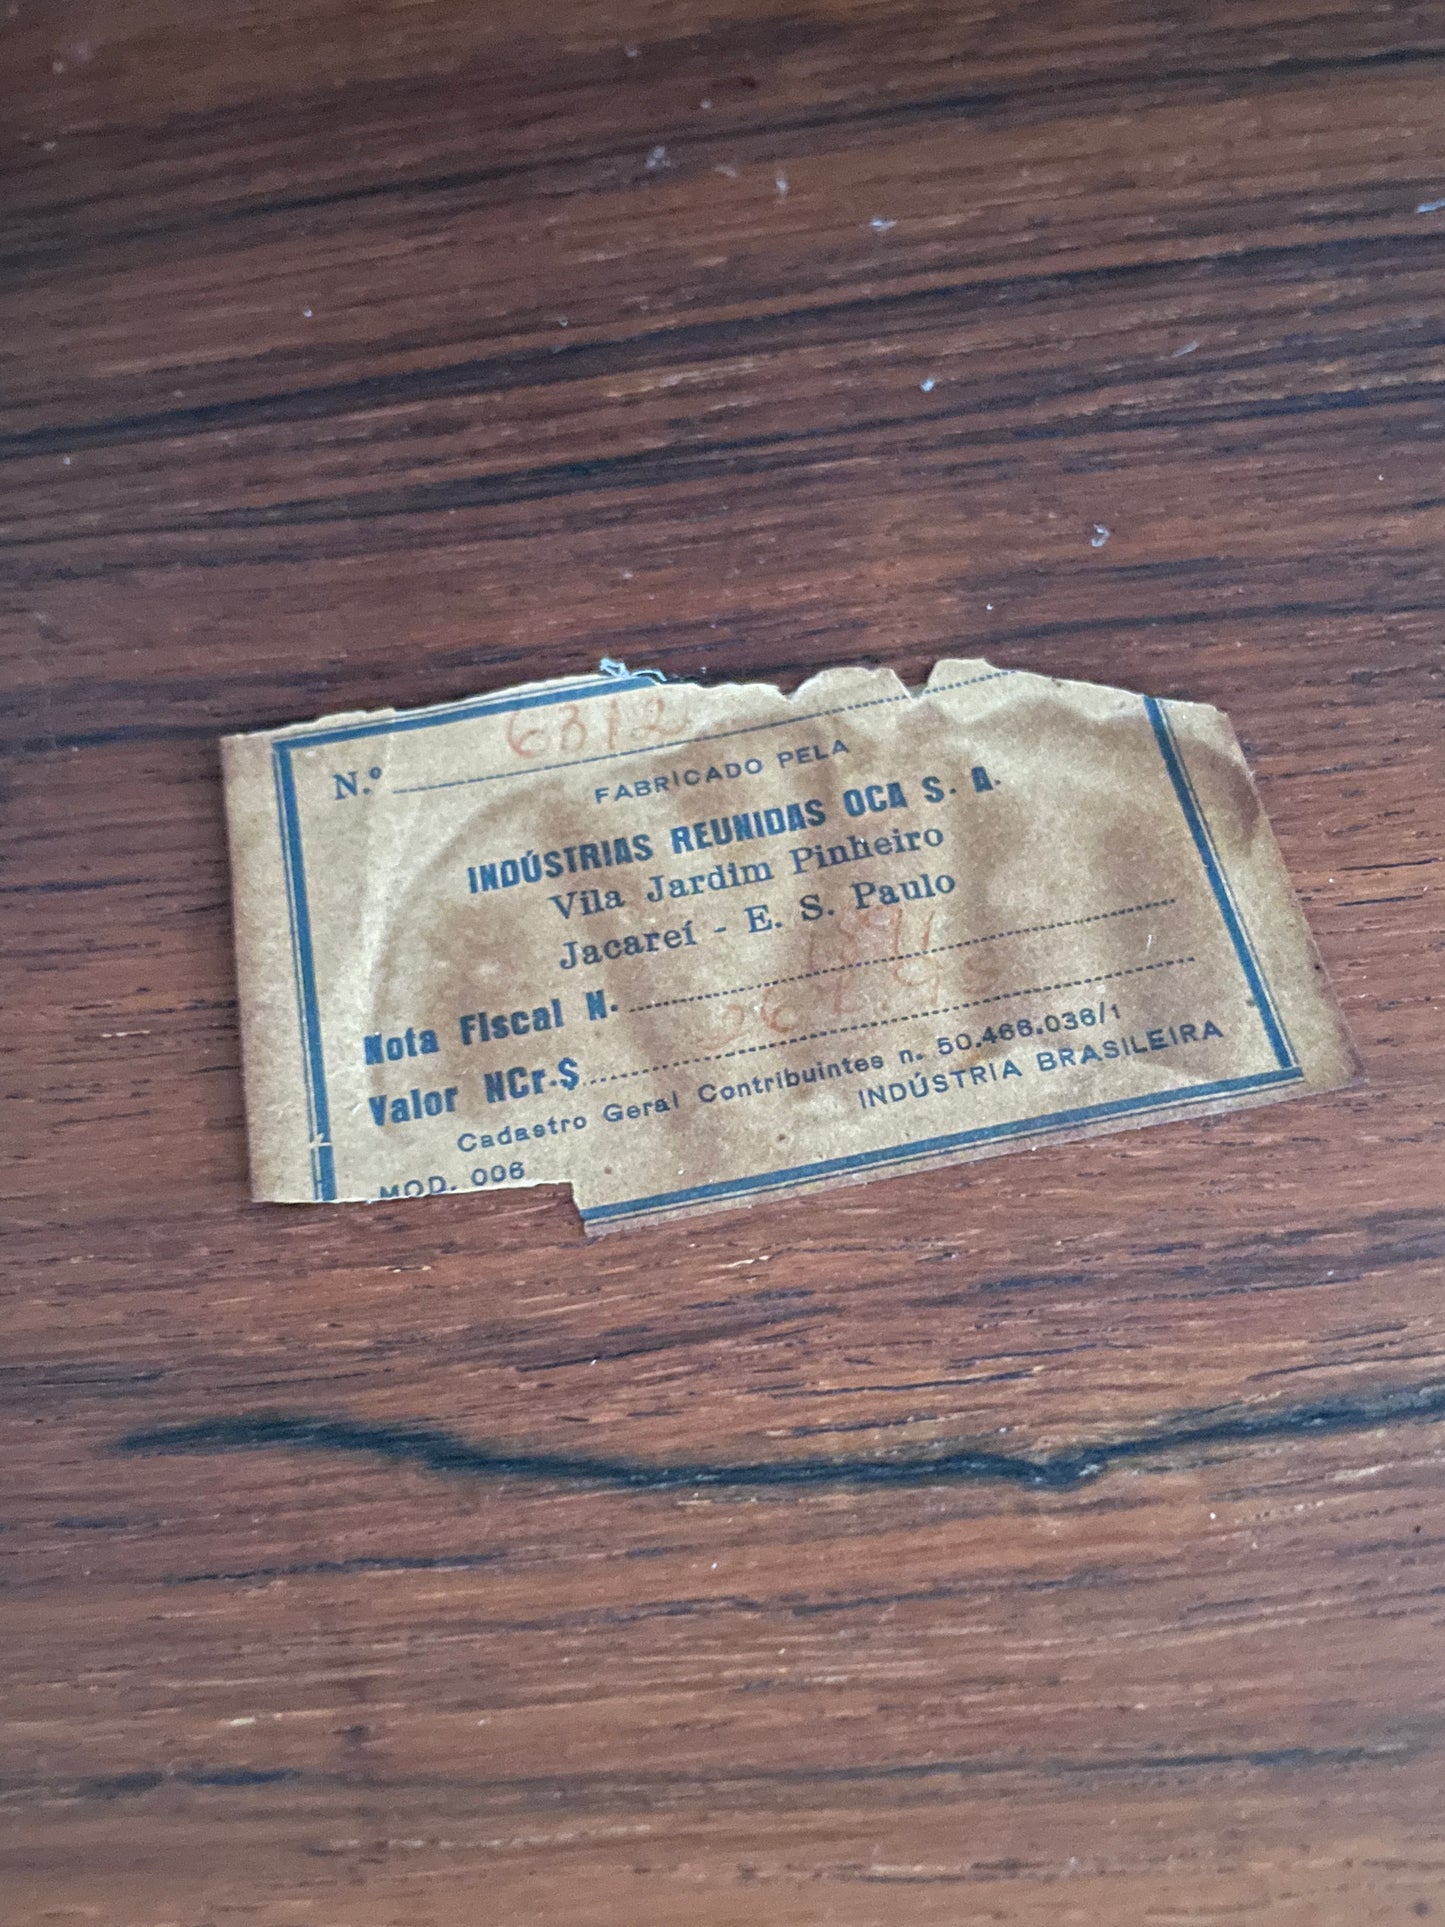 N.º 6312
FABRICADO PELA
INDÚSTRIAS REUNIDAS OCA S. A.
Vila Jardim Pinheiro
Jacareí - E. S. Paulo
Nota Fiscal N.
Valor NCr.$
Cadastro Geral Contribuintes n. 50.466.036/1
MOD. 006 INDÚSTRIA BRASILEIRA